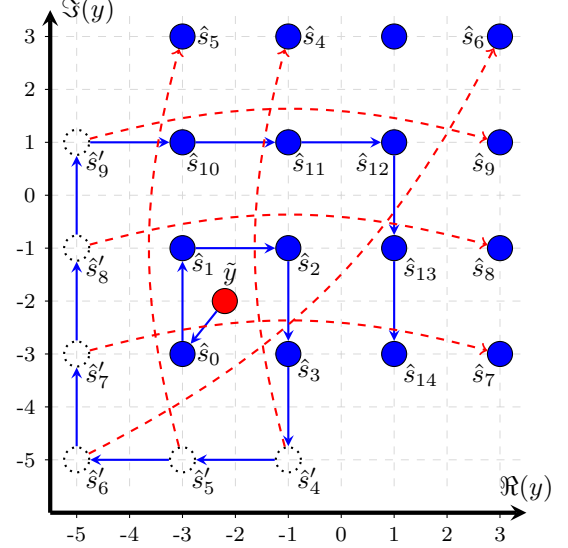 ℑ(y)
3 ŝ₅ ŝ₄ ŝ₆
2
1
ŝ′₉ ŝ₁₀ ŝ₁₁ ŝ₁₂ ŝ₉
0
-1
ŝ′₈ ŝ₁ ŝ₂ ŝ₁₃ ŝ₈
ỹ
-2
-3
ŝ′₇ ŝ₀ ŝ₃ ŝ₁₄ ŝ₇
-4
-5
ŝ′₆ ŝ′₅ ŝ′₄
ℜ(y)
-5 -4 -3 -2 -1 0 1 2 3